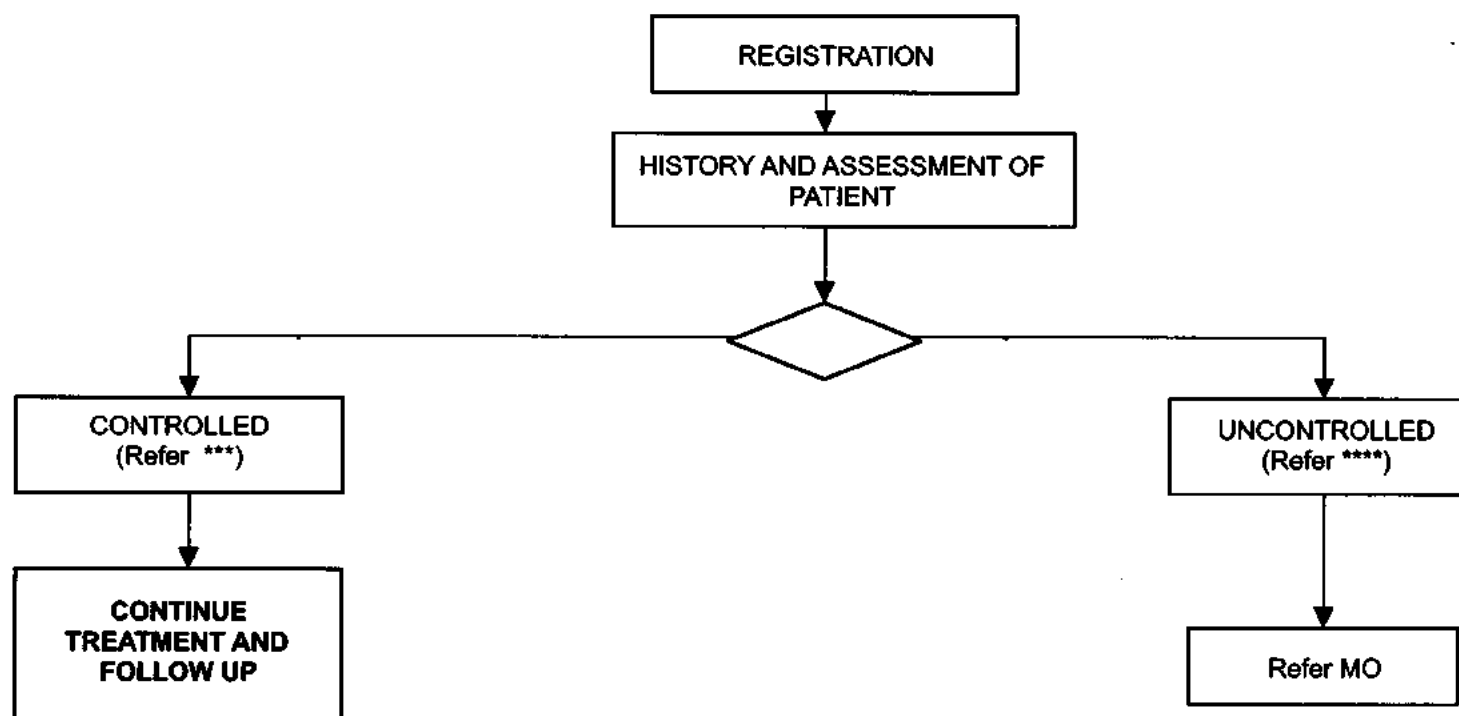 REGISTRATION
HISTORY AND ASSESSMENT OF
PATIENT
CONTROLLED
(Refer ***)
UNCONTROLLED
(Refer ****)
CONTINUE
TREATMENT AND
FOLLOW UP
Refer MO